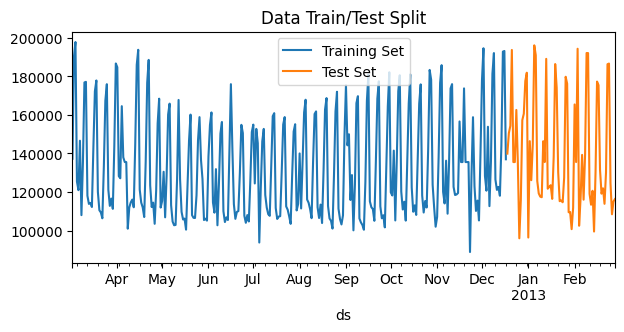 Data Train/Test Split
200000
180000
160000
140000
120000
100000
Training Set
Test Set
Apr May Jun Jul Aug Sep Oct Nov Dec Jan Feb
2013
ds